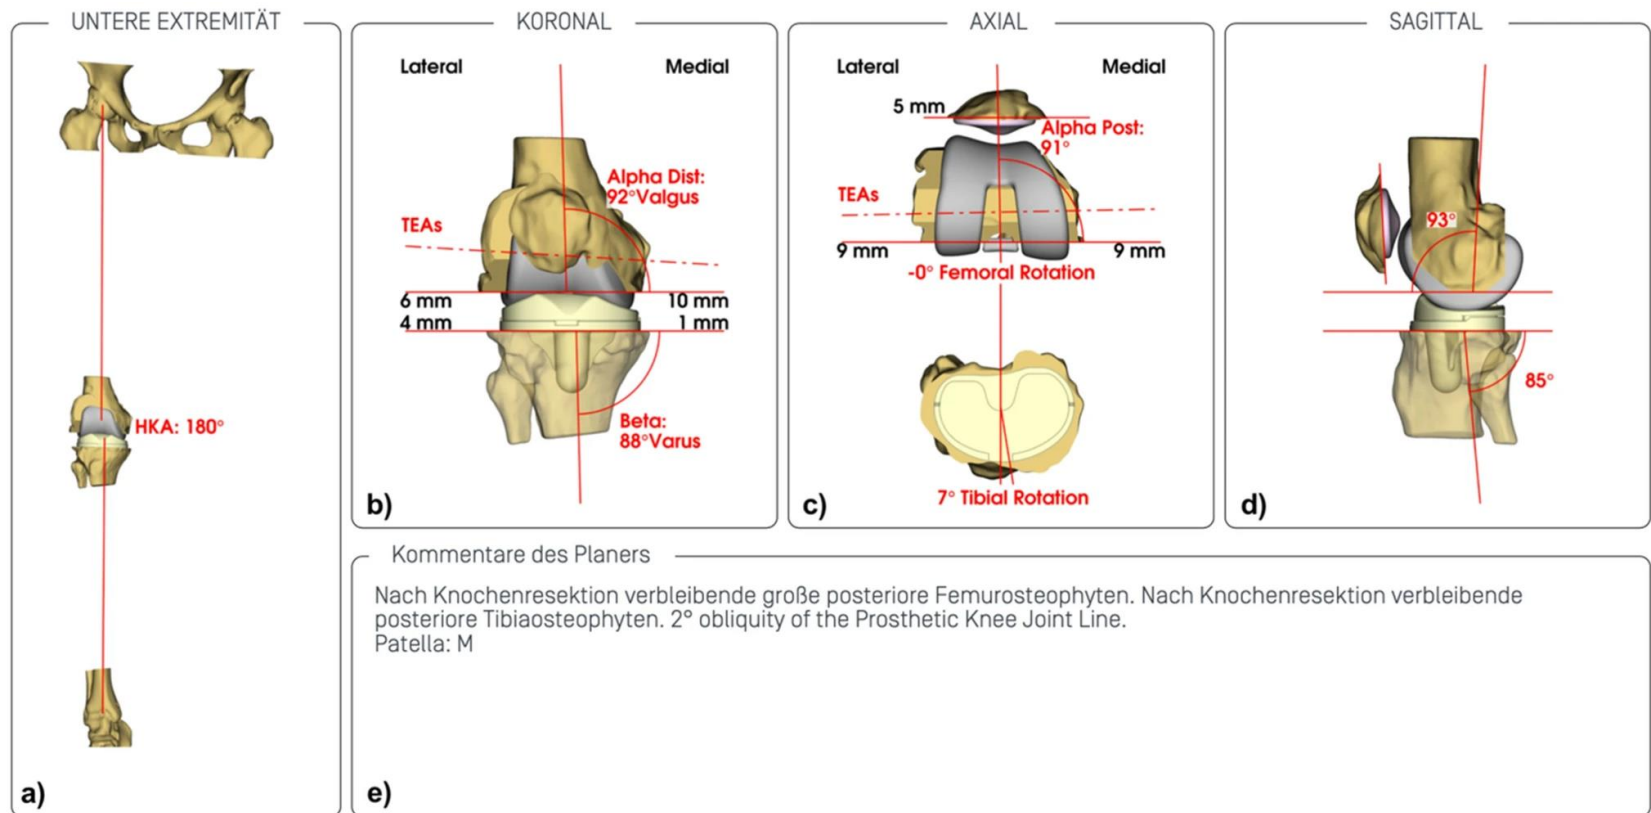 UNTERE EXTREMITÄT
HKA: 180°
a)
KORONAL
Lateral
Medial
Alpha Dist:
92°Valgus
TEAs
6 mm
10 mm
4 mm
1 mm
Beta:
88°Varus
b)
AXIAL
Lateral
Medial
5 mm
Alpha Post:
91°
TEAs
9 mm
9 mm
-0° Femoral Rotation
7° Tibial Rotation
c)
SAGITTAL
93°
85°
d)
Kommentare des Planers
Nach Knochenresektion verbleibende große posteriore Femurosteophyten. Nach Knochenresektion verbleibende
posteriore Tibiaosteophyten. 2° obliquity of the Prosthetic Knee Joint Line.
Patella: M
e)